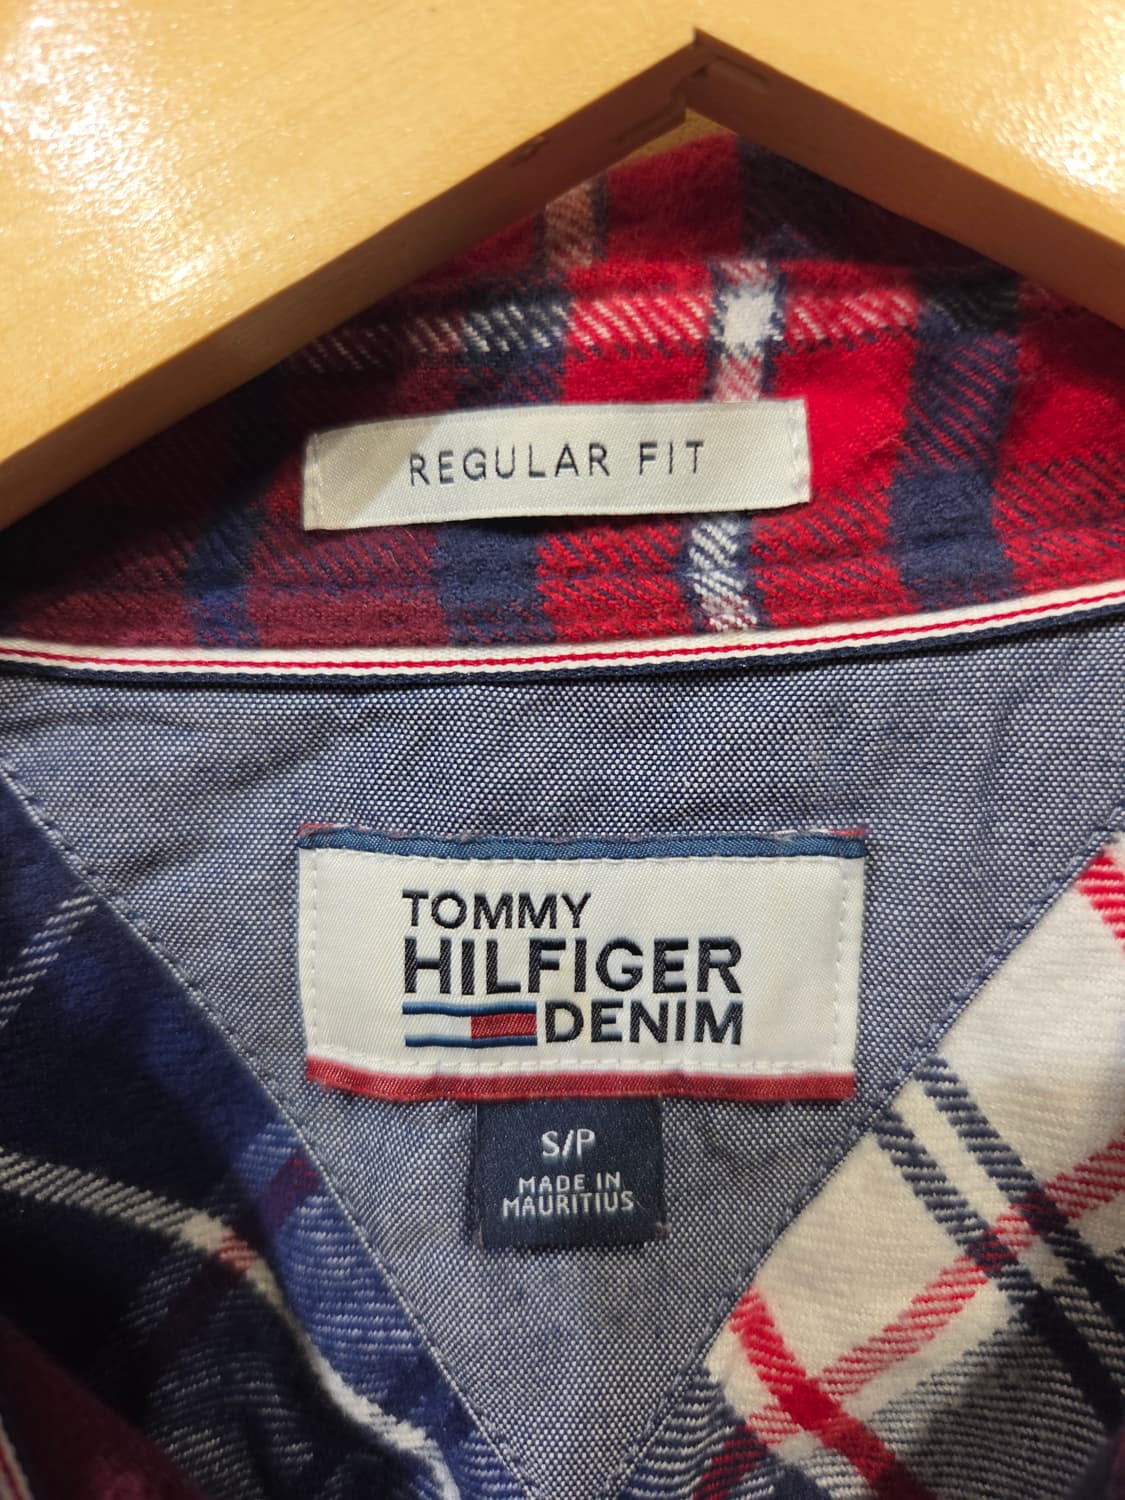 REGULAR FIT
TOMMY
HILFIGER
DENIM
S/P
MADE IN
MAURITIUS